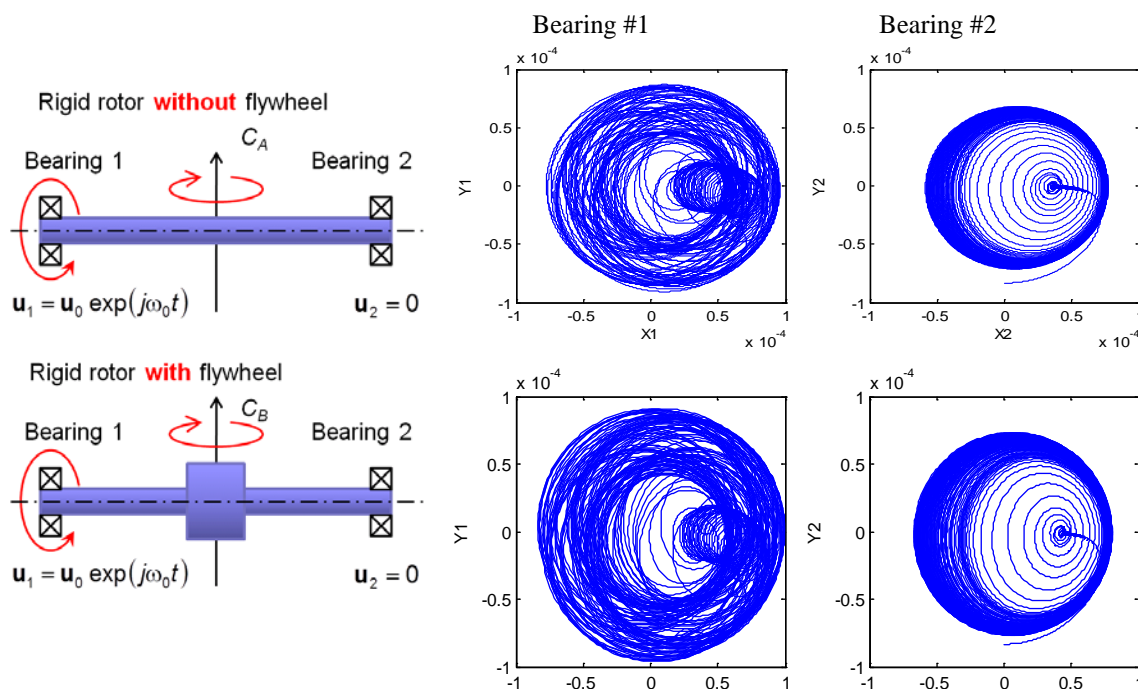 Bearing #1
Bearing #2
Rigid rotor without flywheel
C_A
Bearing 1
Bearing 2
u₁ = u₀ exp(jω₀t)
u₂ = 0
Rigid rotor with flywheel
C_B
Bearing 1
Bearing 2
u₁ = u₀ exp(jω₀t)
u₂ = 0
x 10⁻⁴
1
0.5
0
-0.5
-1
Y1
-1
-0.5
0
0.5
1
X1
x 10⁻⁴
x 10⁻⁴
1
0.5
0
-0.5
-1
Y2
-1
-0.5
0
0.5
1
X2
x 10⁻⁴
x 10⁻⁴
1
0.5
0
-0.5
-1
Y1
-1
-0.5
0
0.5
1
x 10⁻⁴
1
0.5
0
-0.5
-1
Y2
-1
-0.5
0
0.5
1